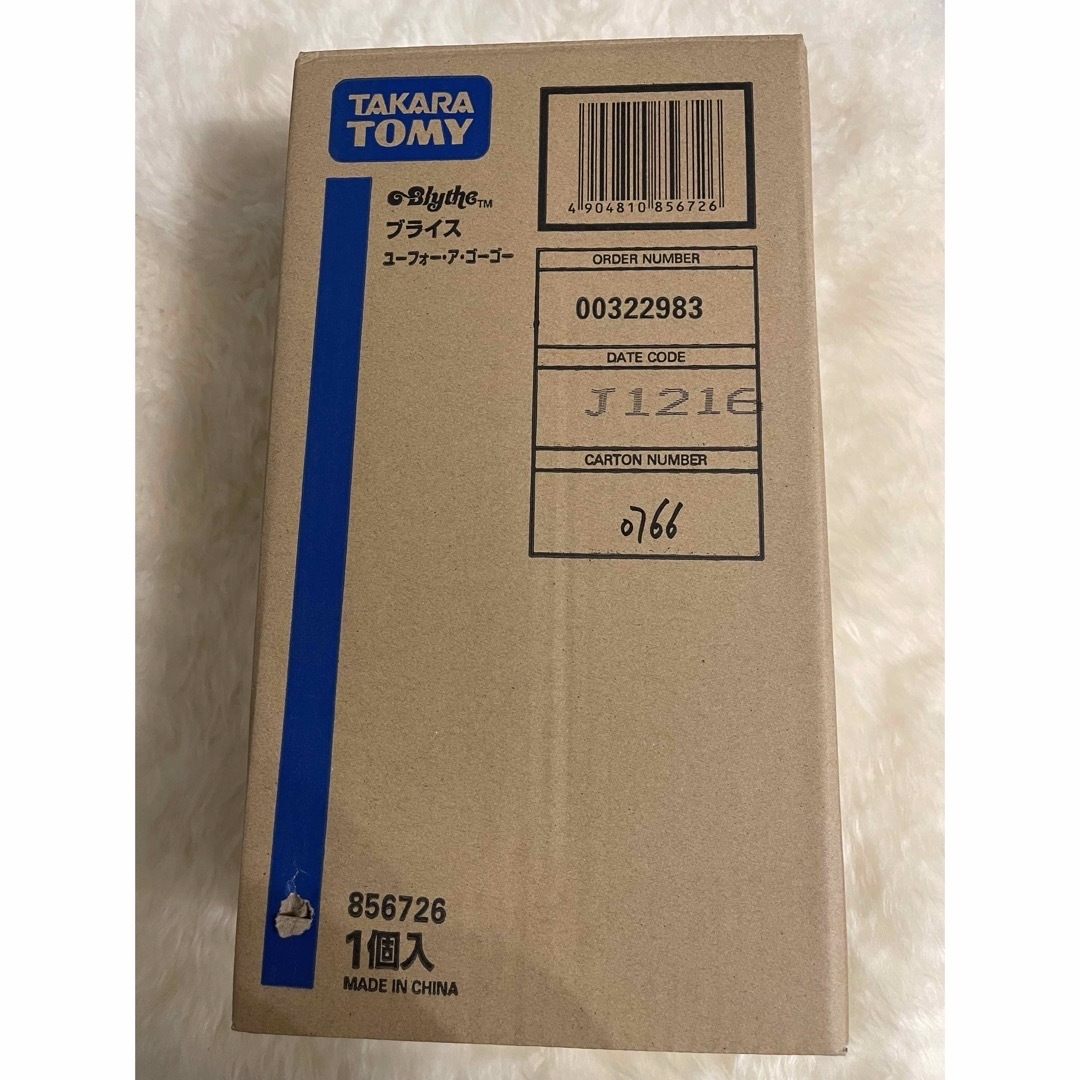 TAKARA
TOMY
Blythe™
ブライス
ユーフォー・ア・ゴーゴー
4 904810 856726
ORDER NUMBER
00322983
DATE CODE
J1216
CARTON NUMBER
0766
856726
1個入
MADE IN CHINA